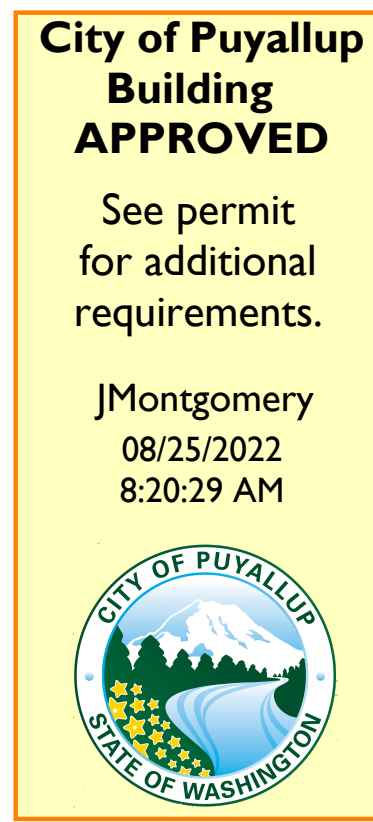 City of Puyallup
Building
APPROVED
See permit
for additional
requirements.
JMontgomery
08/25/2022
8:20:29 AM
CITY OF PUYALLUP
STATE OF WASHINGTON